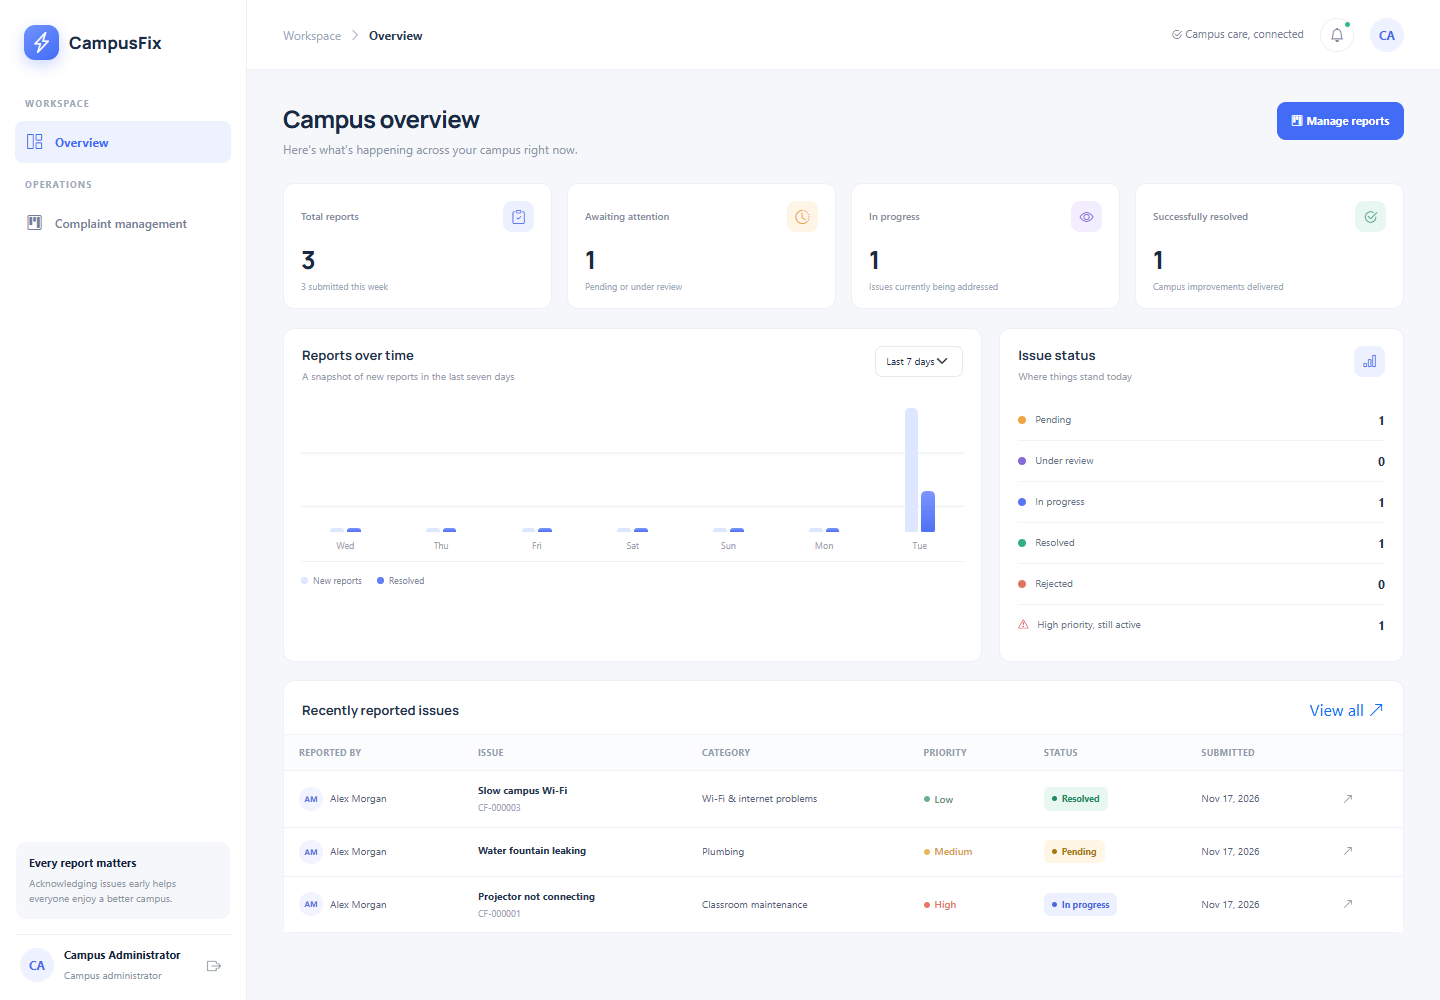 CampusFix
WORKSPACE
Overview
OPERATIONS
Complaint management
Every report matters
Acknowledging issues early helps
everyone enjoy a better campus.
CA
Campus Administrator
Campus administrator
Workspace
Overview
Campus care, connected
CA
Campus overview
Here's what's happening across your campus right now.
Manage reports
Total reports
3
3 submitted this week
Awaiting attention
1
Pending or under review
In progress
1
Issues currently being addressed
Successfully resolved
1
Campus improvements delivered
Reports over time
A snapshot of new reports in the last seven days
Last 7 days
Wed Thu Fri Sat Sun Mon Tue
New reports Resolved
Issue status
Where things stand today
Pending 1
Under review 0
In progress 1
Resolved 1
Rejected 0
High priority, still active 1
Recently reported issues
View all
REPORTED BY ISSUE CATEGORY PRIORITY STATUS SUBMITTED
AM Alex Morgan Slow campus Wi-Fi Wi-Fi & internet problems Low Resolved Nov 17, 2026
CF-000003
AM Alex Morgan Water fountain leaking Plumbing Medium Pending Nov 17, 2026
AM Alex Morgan Projector not connecting Classroom maintenance High In progress Nov 17, 2026
CF-000001